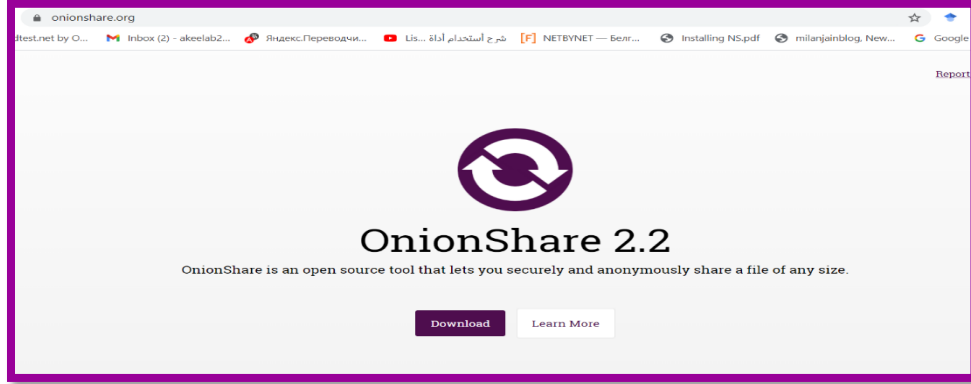 onionshare.org
dtest.net by O... Inbox (2) - akeelab2... Яндекс.Переводчи... شرح أستخدام أداة Lis... [F] NETBYNET — Белг... Installing NS.pdf milanjainblog, New... Google
Report
OnionShare 2.2
OnionShare is an open source tool that lets you securely and anonymously share a file of any size.
Download Learn More